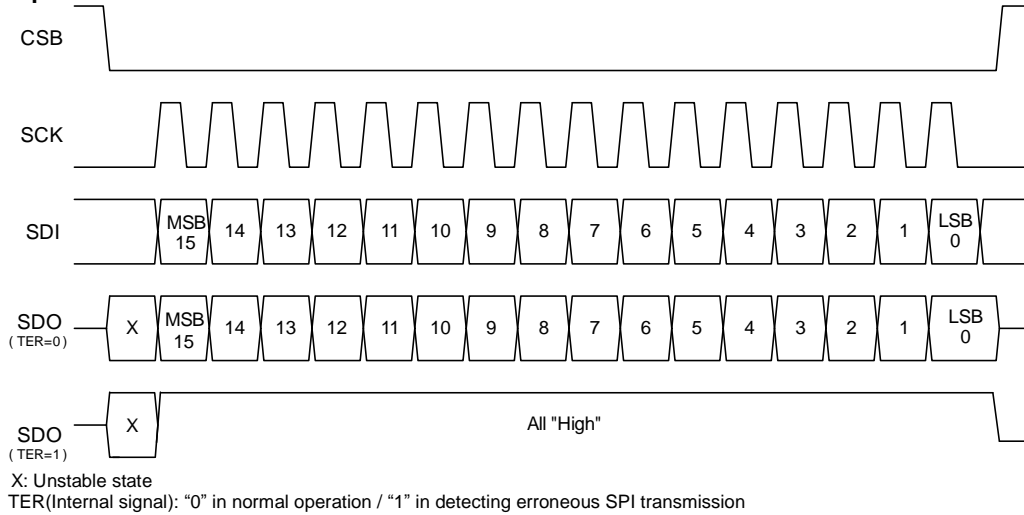 CSB
SCK
SDI
MSB 15 14 13 12 11 10 9 8 7 6 5 4 3 2 1 LSB 0
SDO
( TER=0 )
X MSB 15 14 13 12 11 10 9 8 7 6 5 4 3 2 1 LSB 0
SDO
( TER=1 )
X All "High"
X: Unstable state
TER(Internal signal): “0” in normal operation / “1” in detecting erroneous SPI transmission